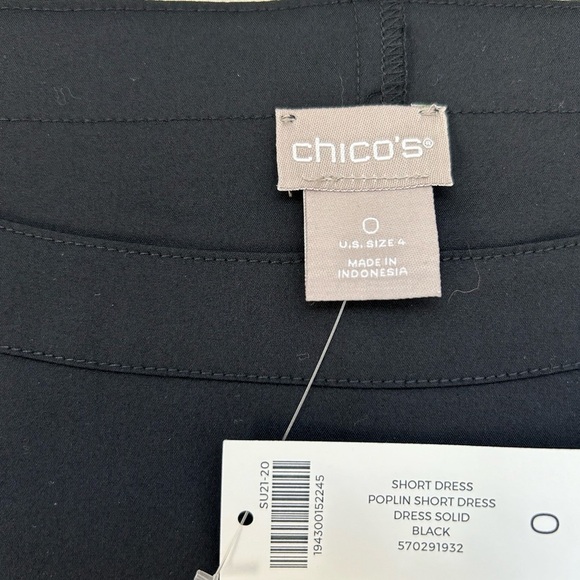 chico's®
0
U.S. SIZE 4
MADE IN
INDONESIA
SU21-20
194300152245
SHORT DRESS
POPLIN SHORT DRESS
DRESS SOLID
BLACK
570291932
0